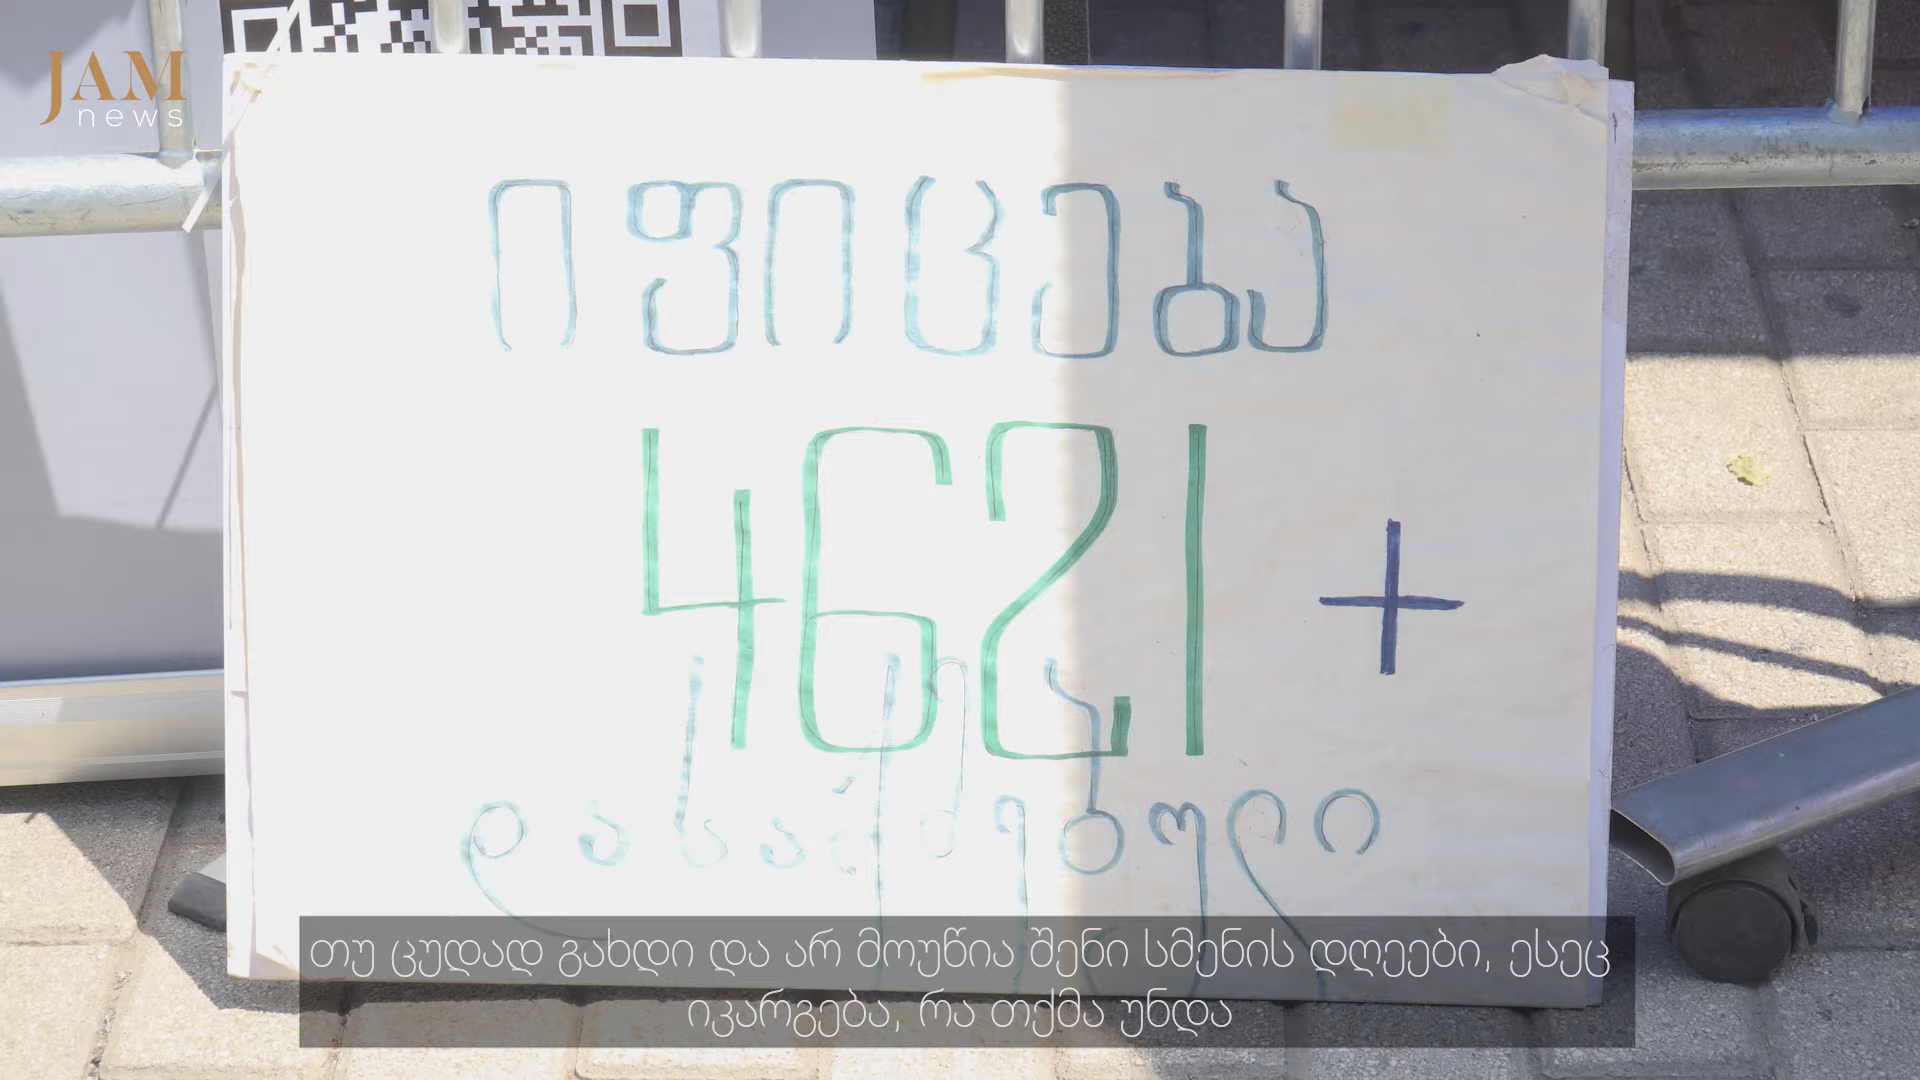 JAM
news
იფიცება
4621 +
დასაქმებული
თუ ცუდად გახდი და არ მოუწია შენი სმენის დღეები, ესეც
იკარგება, რა თქმა უნდა